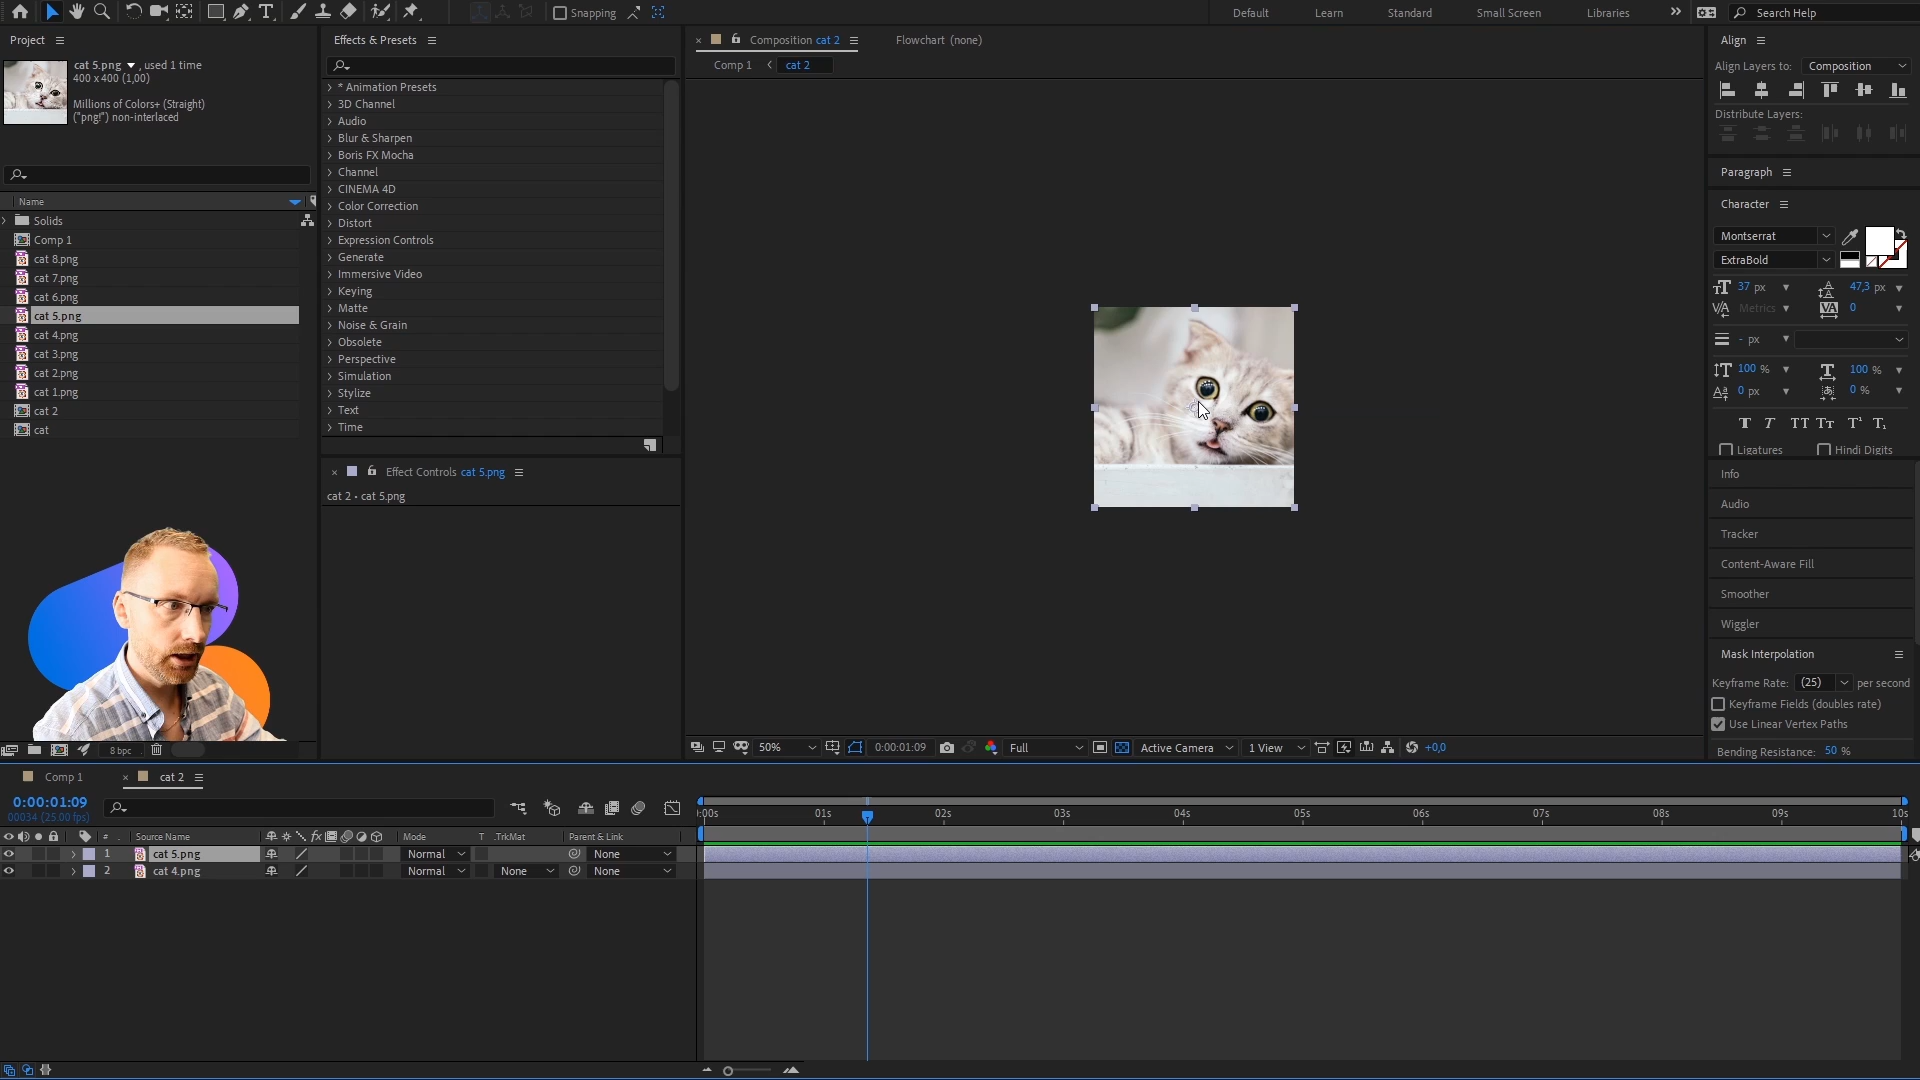 Snapping
Default
Learn
Standard
Small Screen
Libraries
Search Help
Project
cat 5.png , used 1 time
400 x 400 (1,00)
Millions of Colors+ (Straight)
("png!") non-interlaced
Name
Solids
Comp 1
cat 8.png
cat 7.png
cat 6.png
cat 5.png
cat 4.png
cat 3.png
cat 2.png
cat 1.png
cat 2
cat
8 bpc
Effects & Presets
* Animation Presets
3D Channel
Audio
Blur & Sharpen
Boris FX Mocha
Channel
CINEMA 4D
Color Correction
Distort
Expression Controls
Generate
Immersive Video
Keying
Matte
Noise & Grain
Obsolete
Perspective
Simulation
Stylize
Text
Time
Effect Controls cat 5.png
cat 2 • cat 5.png
Composition cat 2
Flowchart (none)
Comp 1 cat 2
50% 0:00:01:09 Full Active Camera 1 View +0,0
Align
Align Layers to: Composition
Distribute Layers:
Paragraph
Character
Montserrat
ExtraBold
37 px 47,3 px
Metrics 0
- px
100 % 100 %
0 px 0 %
Ligatures Hindi Digits
Info
Audio
Tracker
Content-Aware Fill
Smoother
Wiggler
Mask Interpolation
Keyframe Rate: (25) per second
Keyframe Fields (doubles rate)
Use Linear Vertex Paths
Bending Resistance: 50 %
Comp 1 cat 2
0:00:01:09
00034 (25.00 fps)
:00s 01s 02s 03s 04s 05s 06s 07s 08s 09s 10s
# Source Name Mode T .TrkMat Parent & Link
1 cat 5.png Normal None
2 cat 4.png Normal None None